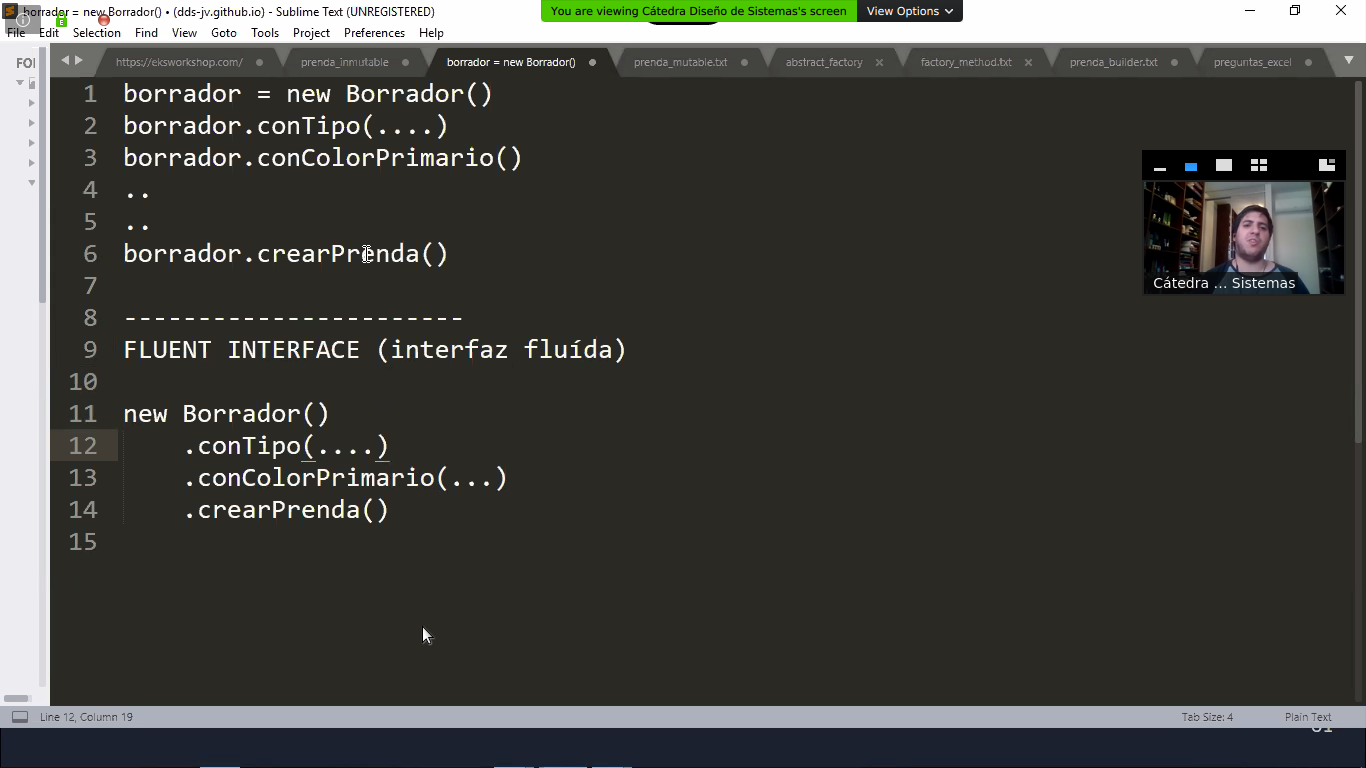 borrador = new Borrador() • (dds-jv.github.io) - Sublime Text (UNREGISTERED)
You are viewing Cátedra Diseño de Sistemas's screen
View Options
File Edit Selection Find View Goto Tools Project Preferences Help
https://eksworkshop.com/
prenda_inmutable
borrador = new Borrador()
prenda_mutable.txt
abstract_factory
factory_method.txt
prenda_builder.txt
preguntas_excel
1 borrador = new Borrador()
2 borrador.conTipo(....)
3 borrador.conColorPrimario()
4 ..
5 ..
6 borrador.crearPrenda()
7
8 -----------------------
9 FLUENT INTERFACE (interfaz fluída)
10
11 new Borrador()
12 .conTipo(....)
13 .conColorPrimario(...)
14 .crearPrenda()
15
Cátedra ... Sistemas
Line 12, Column 19
Tab Size: 4
Plain Text